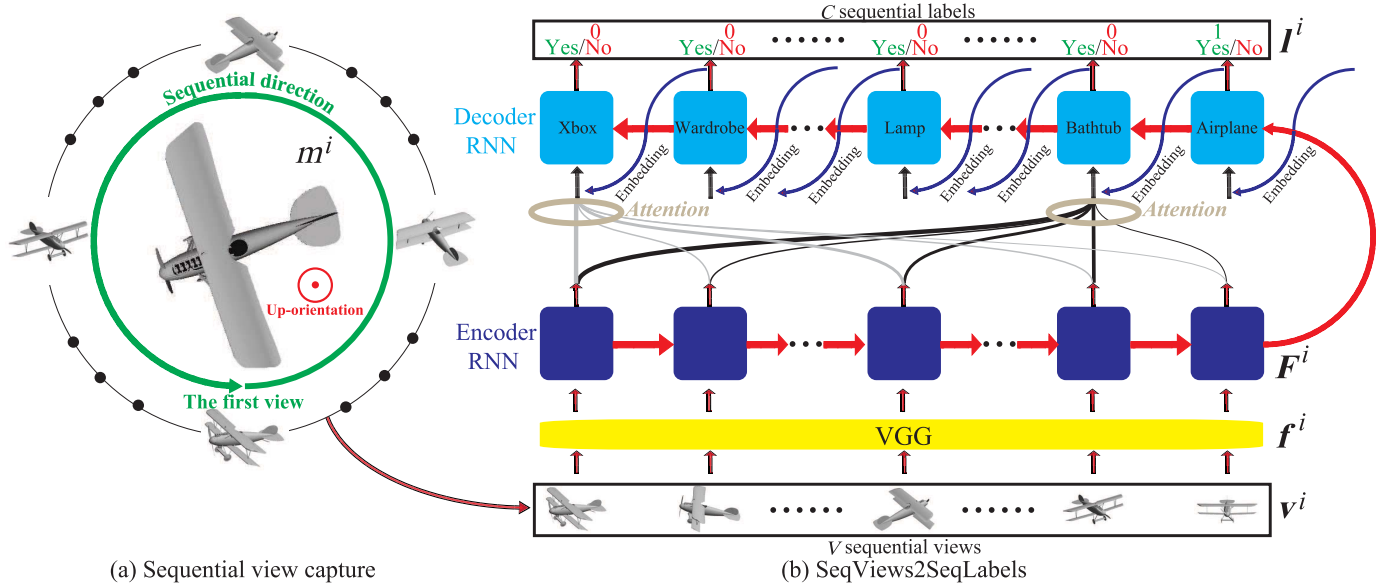 Sequential direction
m^i
Up-orientation
The first view
(a) Sequential view capture
C sequential labels
0 0 0 0 1
Yes/No Yes/No Yes/No Yes/No Yes/No
l^i
Decoder
RNN
Xbox Wardrobe Lamp Bathtub Airplane
Embedding Embedding Embedding Embedding Embedding Embedding Embedding
Attention Attention
Encoder
RNN
F^i
VGG
f^i
v^i
V sequential views
(b) SeqViews2SeqLabels